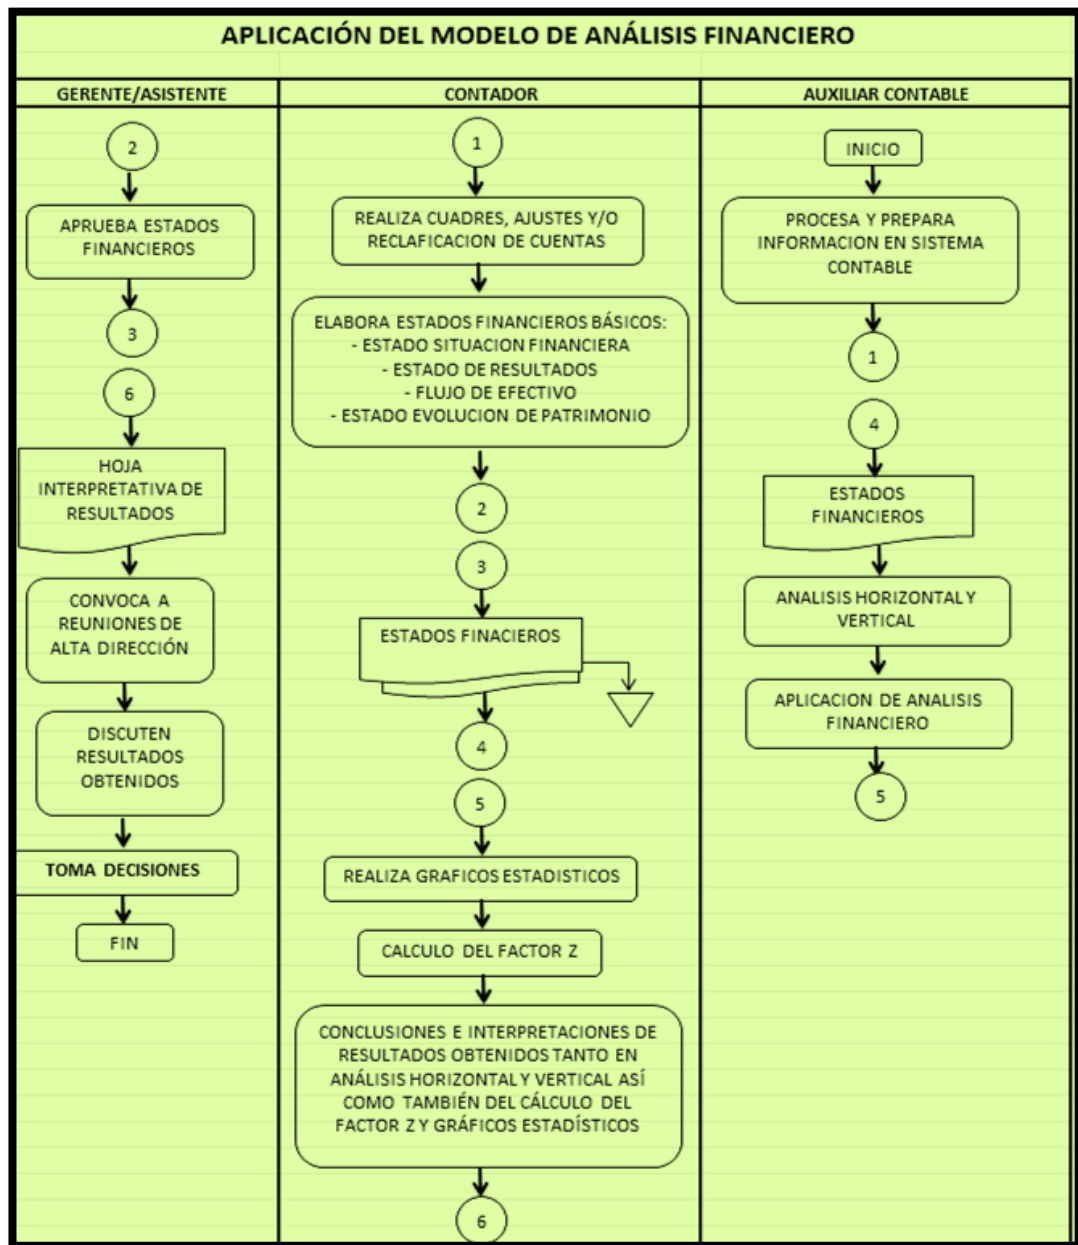 APLICACIÓN DEL MODELO DE ANÁLISIS FINANCIERO
GERENTE/ASISTENTE
2
APRUEBA ESTADOS
FINANCIEROS
3
6
HOJA
INTERPRETATIVA DE
RESULTADOS
CONVOCA A
REUNIONES DE
ALTA DIRECCIÓN
DISCUTEN
RESULTADOS
OBTENIDOS
TOMA DECISIONES
FIN
CONTADOR
1
REALIZA CUADRES, AJUSTES Y/O
RECLAFICACION DE CUENTAS
ELABORA ESTADOS FINANCIEROS BÁSICOS:
- ESTADO SITUACION FINANCIERA
- ESTADO DE RESULTADOS
- FLUJO DE EFECTIVO
- ESTADO EVOLUCION DE PATRIMONIO
2
3
ESTADOS FINACIEROS
4
5
REALIZA GRAFICOS ESTADISTICOS
CALCULO DEL FACTOR Z
CONCLUSIONES E INTERPRETACIONES DE
RESULTADOS OBTENIDOS TANTO EN
ANÁLISIS HORIZONTAL Y VERTICAL ASÍ
COMO TAMBIÉN DEL CÁLCULO DEL
FACTOR Z Y GRÁFICOS ESTADÍSTICOS
6
AUXILIAR CONTABLE
INICIO
PROCESA Y PREPARA
INFORMACION EN SISTEMA
CONTABLE
1
4
ESTADOS
FINANCIEROS
ANALISIS HORIZONTAL Y
VERTICAL
APLICACION DE ANALISIS
FINANCIERO
5